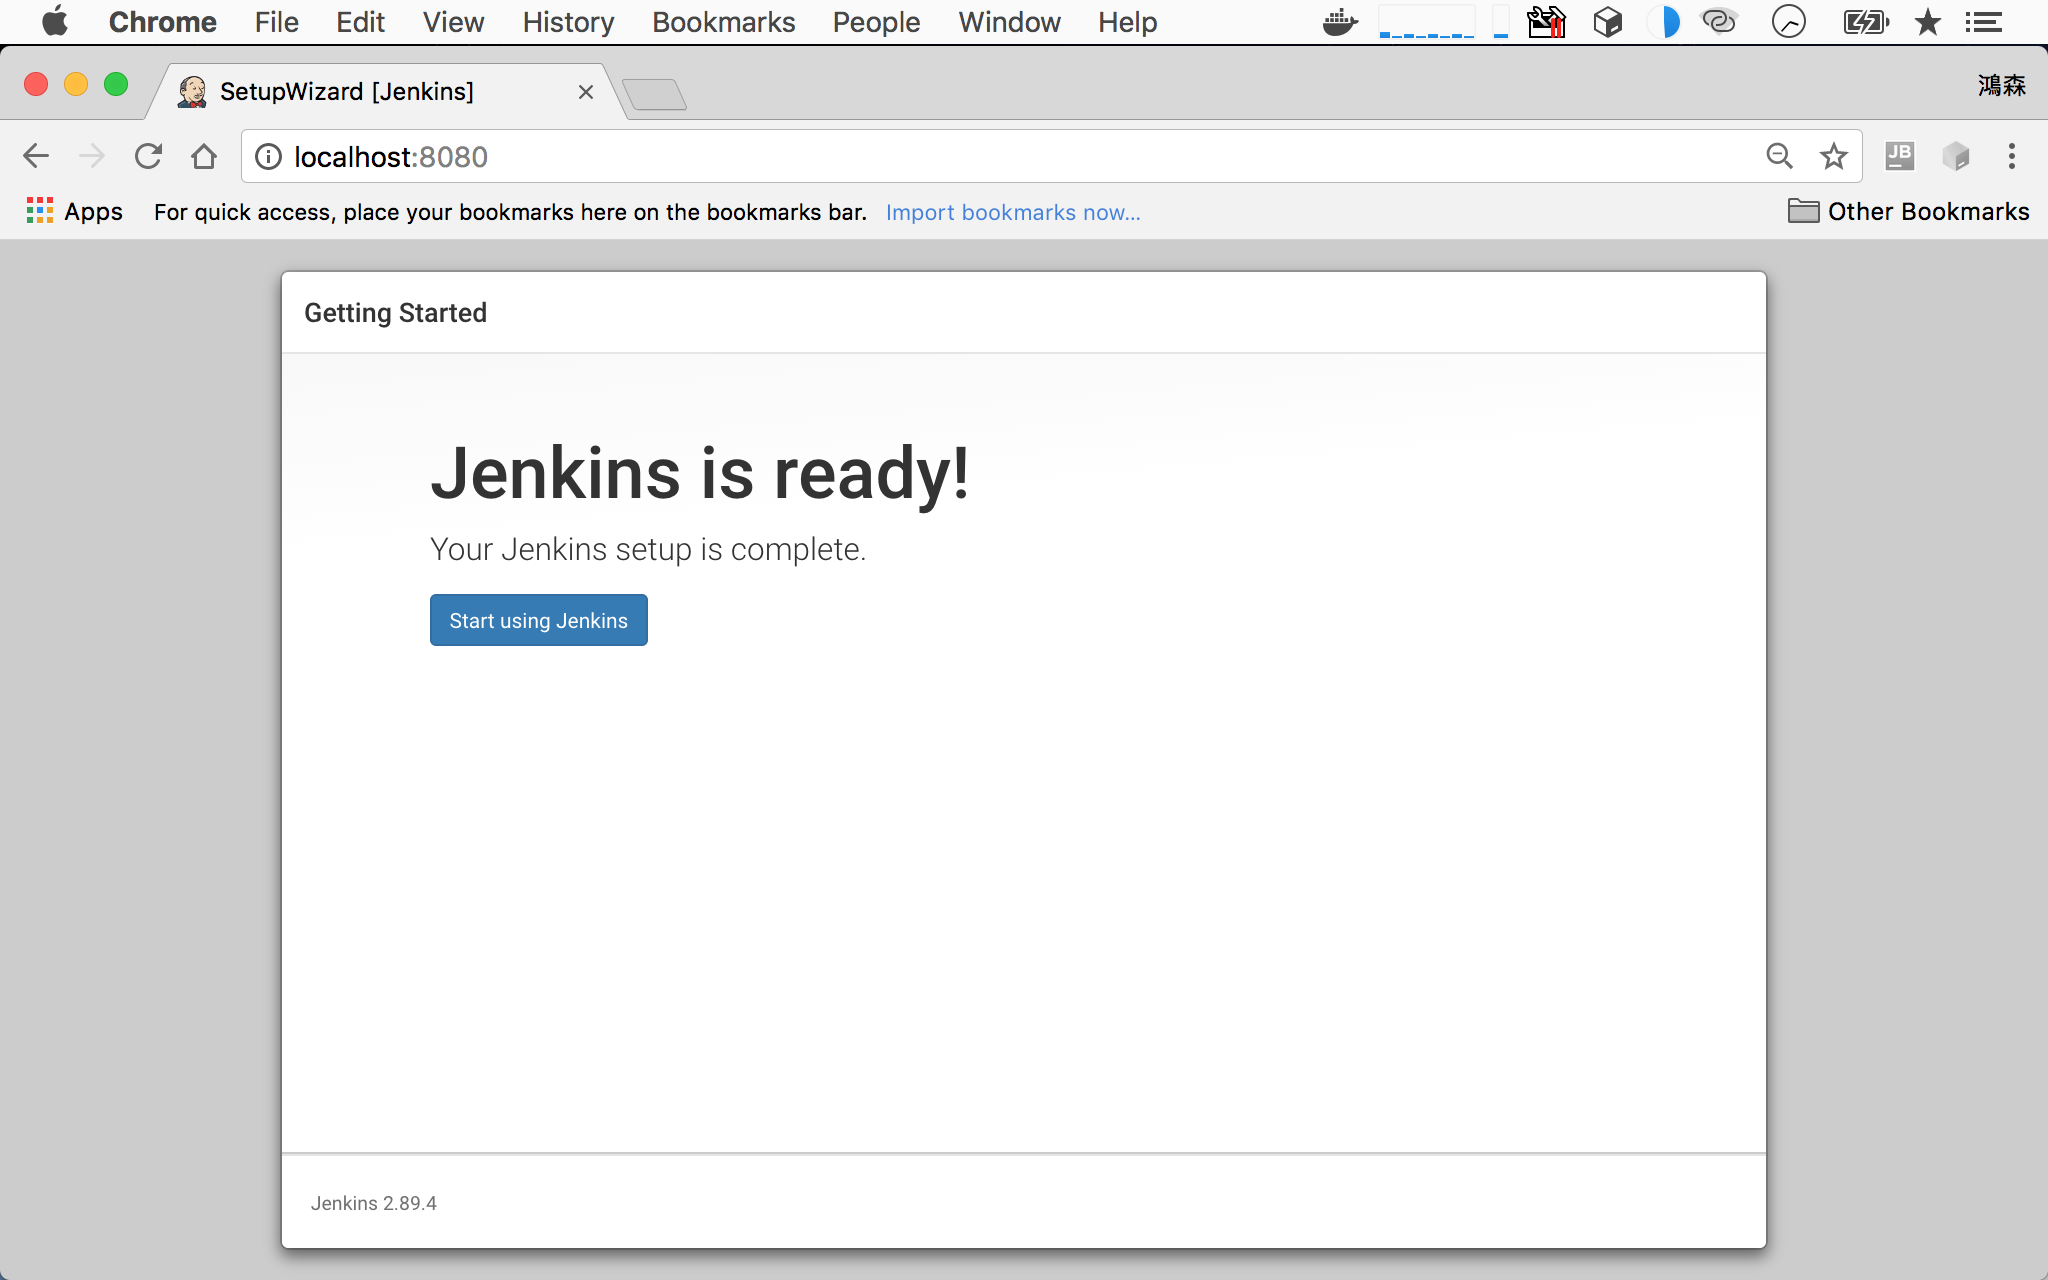 Chrome File Edit View History Bookmarks People Window Help
SetupWizard [Jenkins]
鴻森
localhost:8080
JB
Apps For quick access, place your bookmarks here on the bookmarks bar. Import bookmarks now... Other Bookmarks
Getting Started
Jenkins is ready!
Your Jenkins setup is complete.
Start using Jenkins
Jenkins 2.89.4